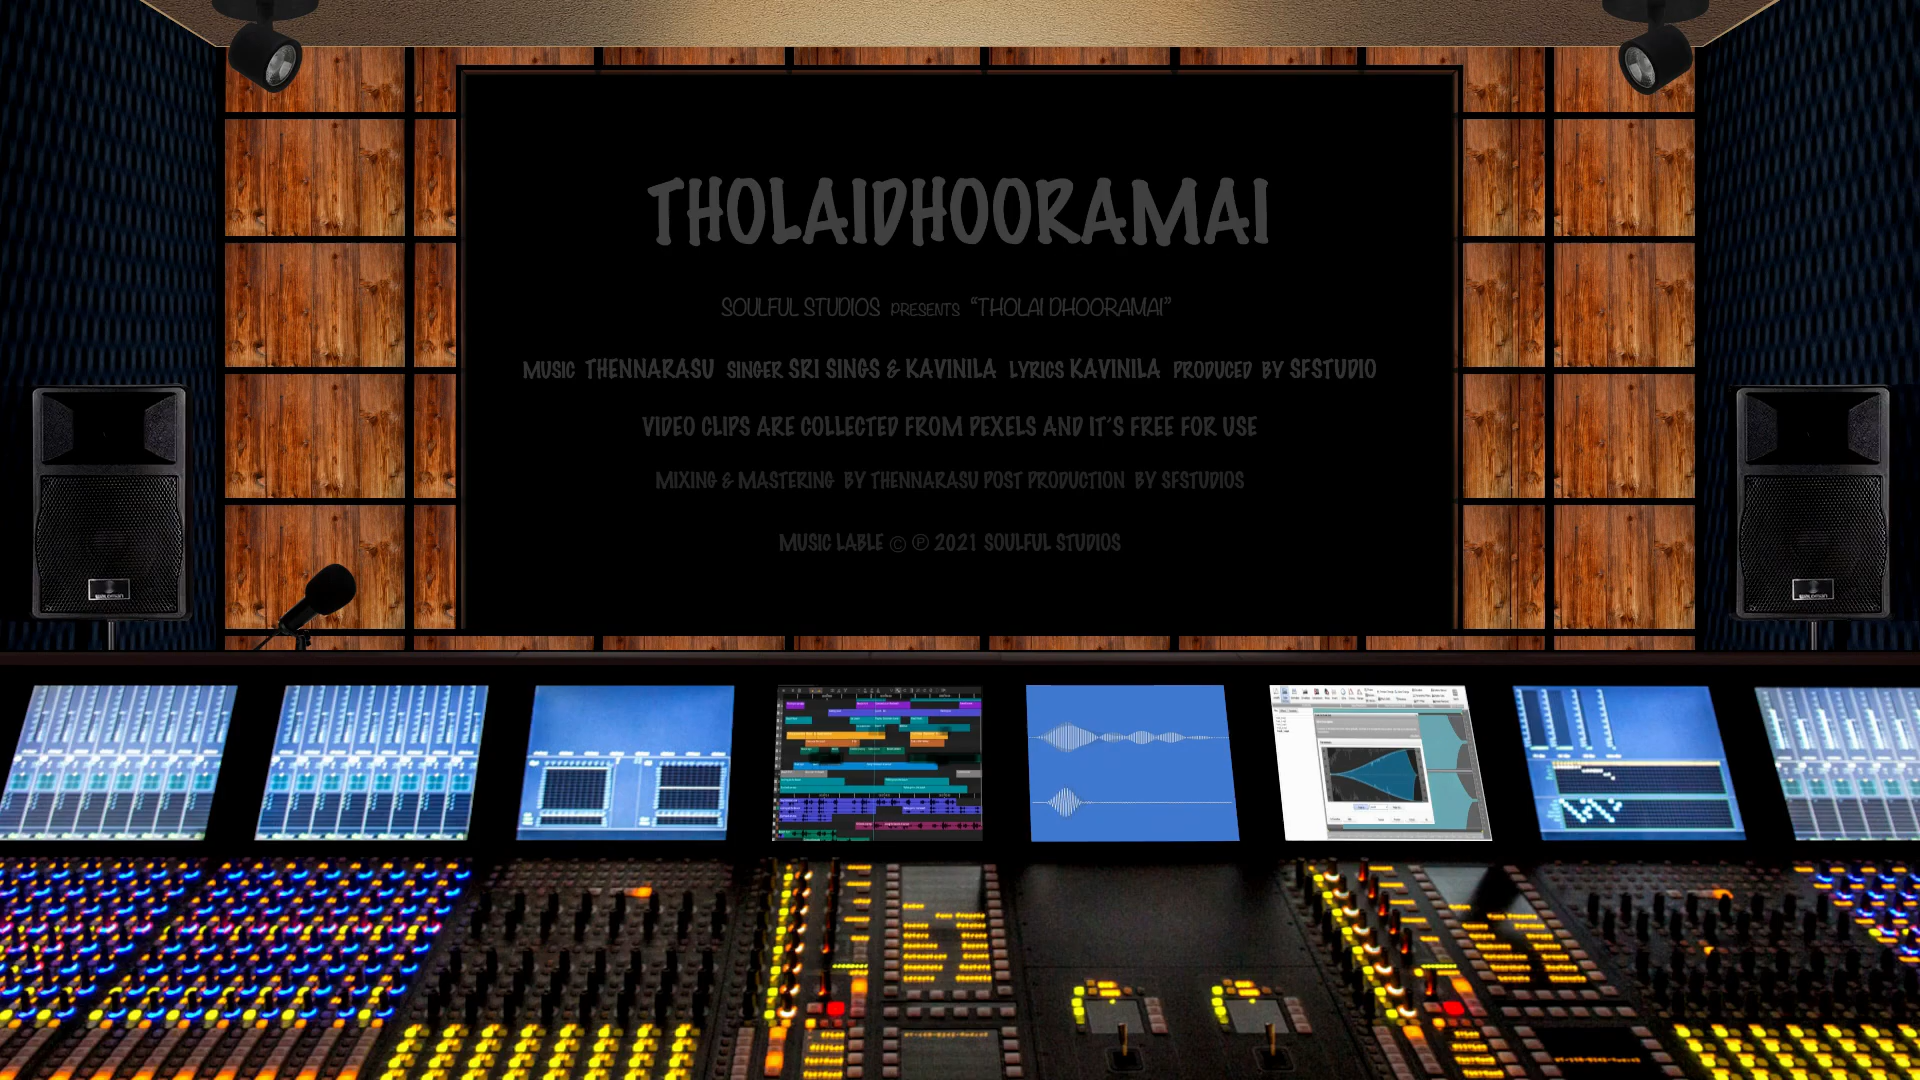 THOLAIDHOORAMAI
SOULFUL STUDIOS PRESENTS “THOLAI DHOORAMAI”
MUSIC THENNARASU SINGER SRI SINGS & KAVINILA LYRICS KAVINILA PRODUCED BY SFSTUDIO
VIDEO CLIPS ARE COLLECTED FROM PEXELS AND IT'S FREE FOR USE
MIXING & MASTERING BY THENNARASU POST PRODUCTION BY SFSTUDIOS
MUSIC LABLE © ℗ 2021 SOULFUL STUDIOS